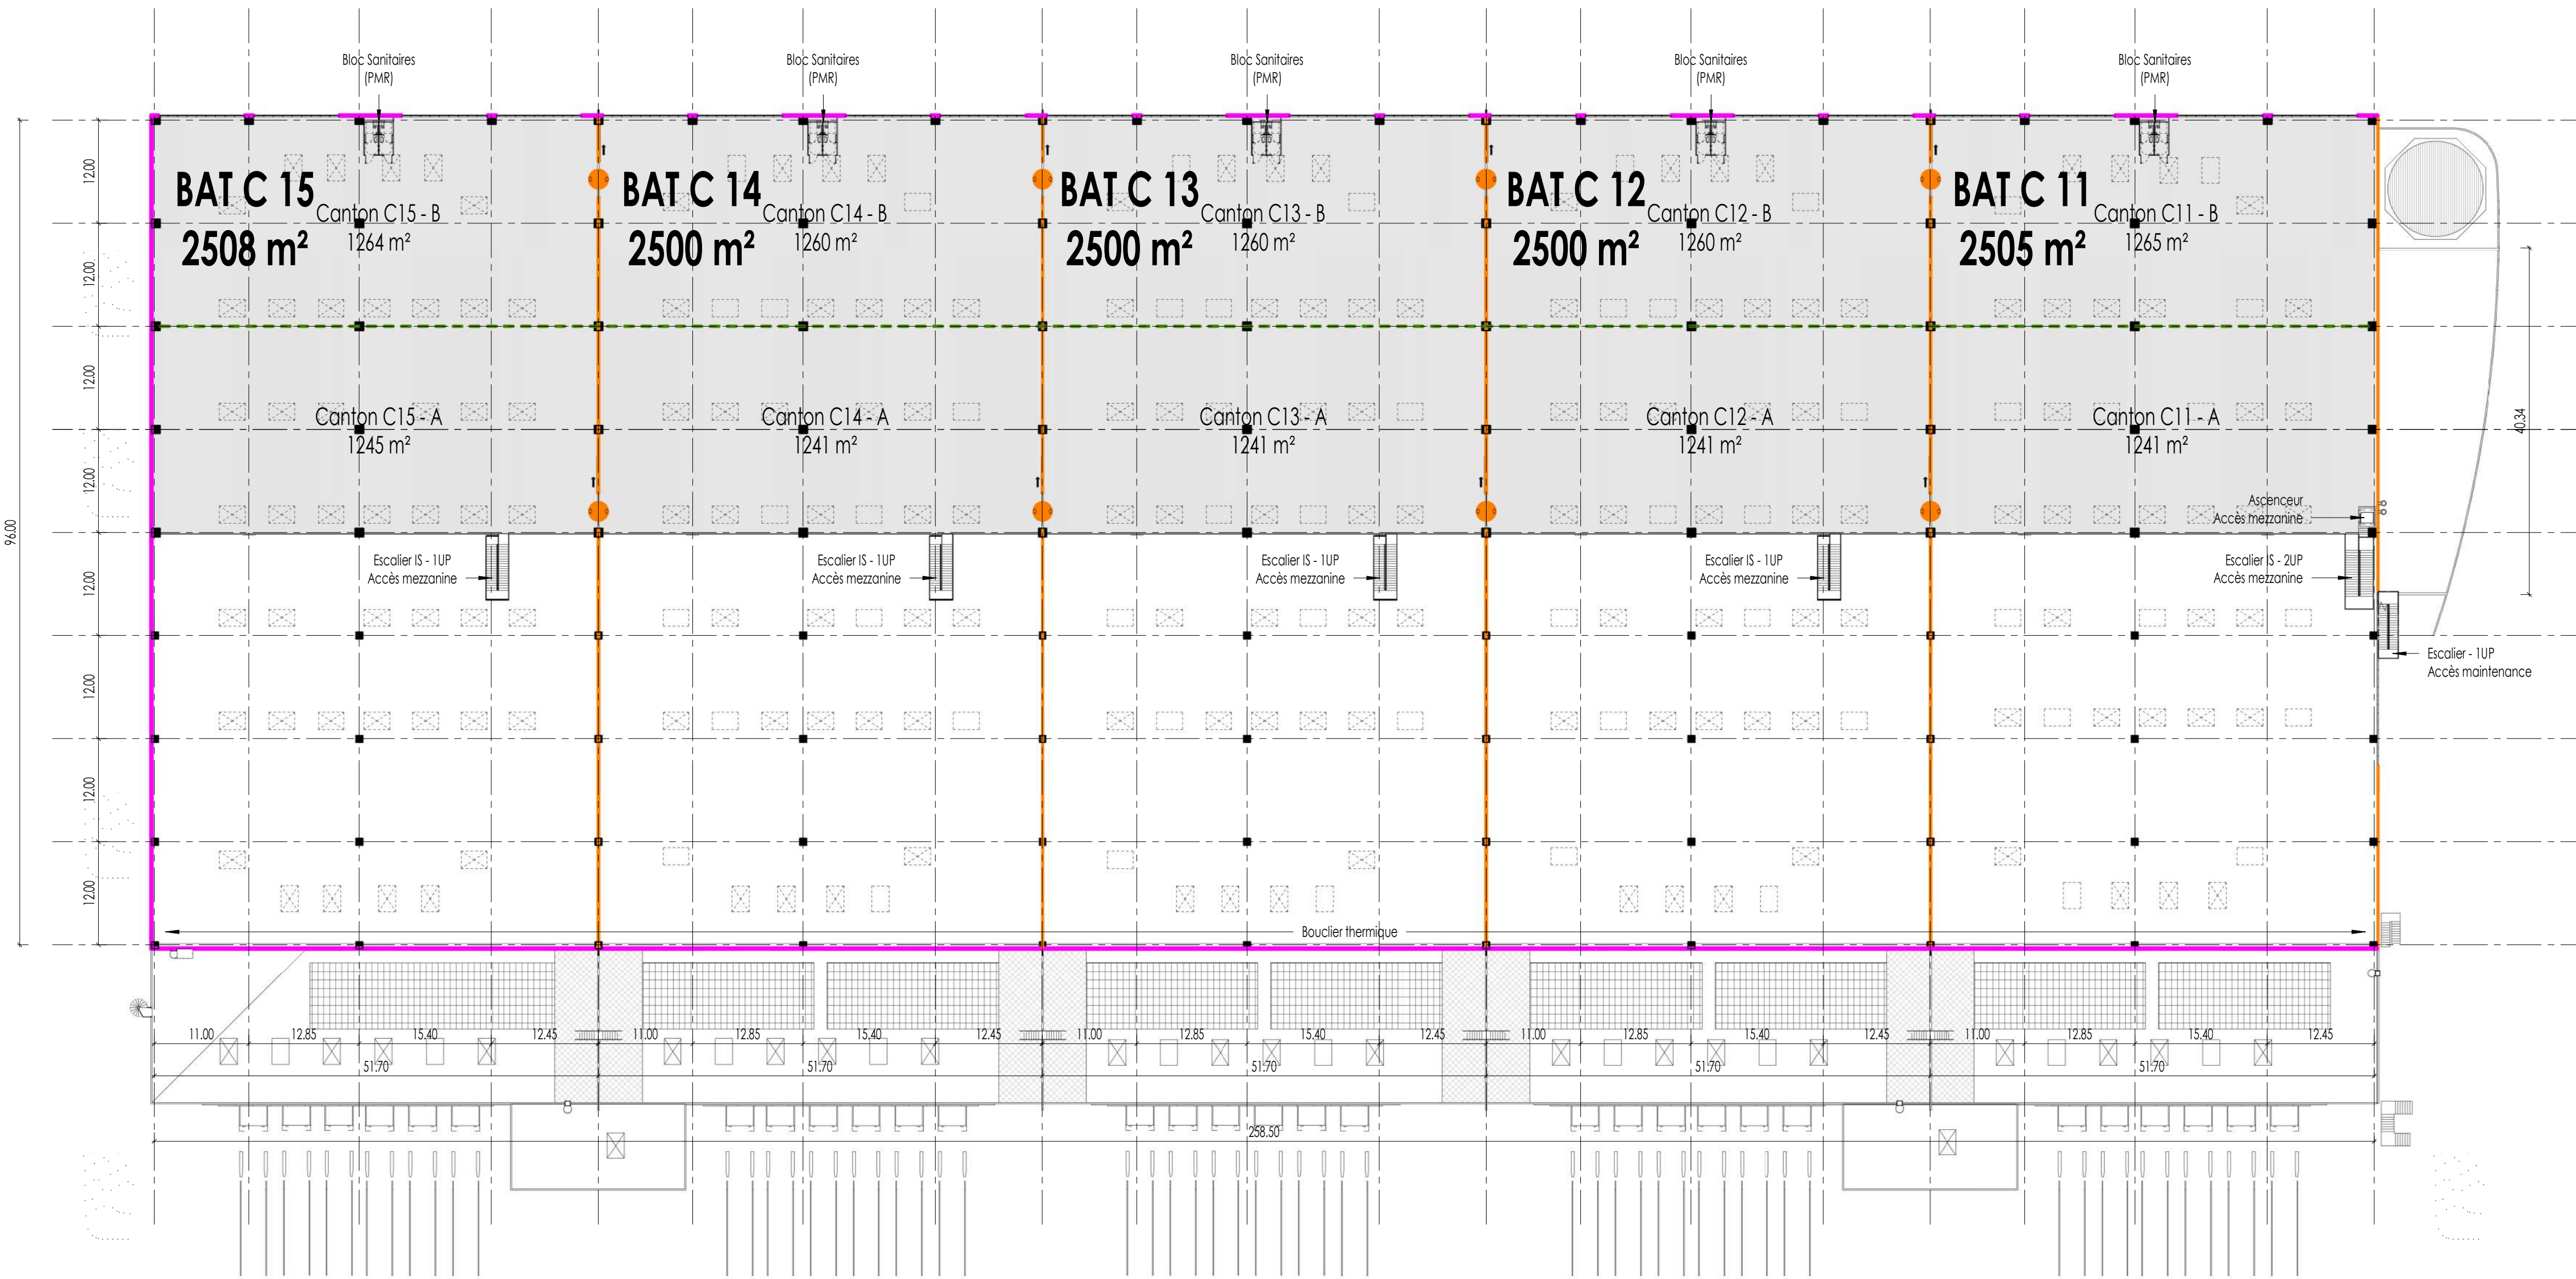 Bloc Sanitaires
(PMR)
Bloc Sanitaires
(PMR)
Bloc Sanitaires
(PMR)
Bloc Sanitaires
(PMR)
Bloc Sanitaires
(PMR)
BAT C 15
2508 m²
Canton C15 - B
1264 m²
BAT C 14
2500 m²
Canton C14 - B
1260 m²
BAT C 13
2500 m²
Canton C13 - B
1260 m²
BAT C 12
2500 m²
Canton C12 - B
1260 m²
BAT C 11
2505 m²
Canton C11 - B
1265 m²
Canton C15 - A
1245 m²
Canton C14 - A
1241 m²
Canton C13 - A
1241 m²
Canton C12 - A
1241 m²
Canton C11 - A
1241 m²
12.00
12.00
12.00
12.00
12.00
12.00
12.00
12.00
96.00
40.34
Ascenceur
Accès mezzanine
Escalier IS - 1UP
Accès mezzanine
Escalier IS - 1UP
Accès mezzanine
Escalier IS - 1UP
Accès mezzanine
Escalier IS - 1UP
Accès mezzanine
Escalier IS - 2UP
Accès mezzanine
Escalier - 1UP
Accès maintenance
Bouclier thermique
11.00 12.85 15.40 12.45 11.00 12.85 15.40 12.45 11.00 12.85 15.40 12.45 11.00 12.85 15.40 12.45 11.00 12.85 15.40 12.45
51.70 51.70 51.70 51.70 51.70
258.50